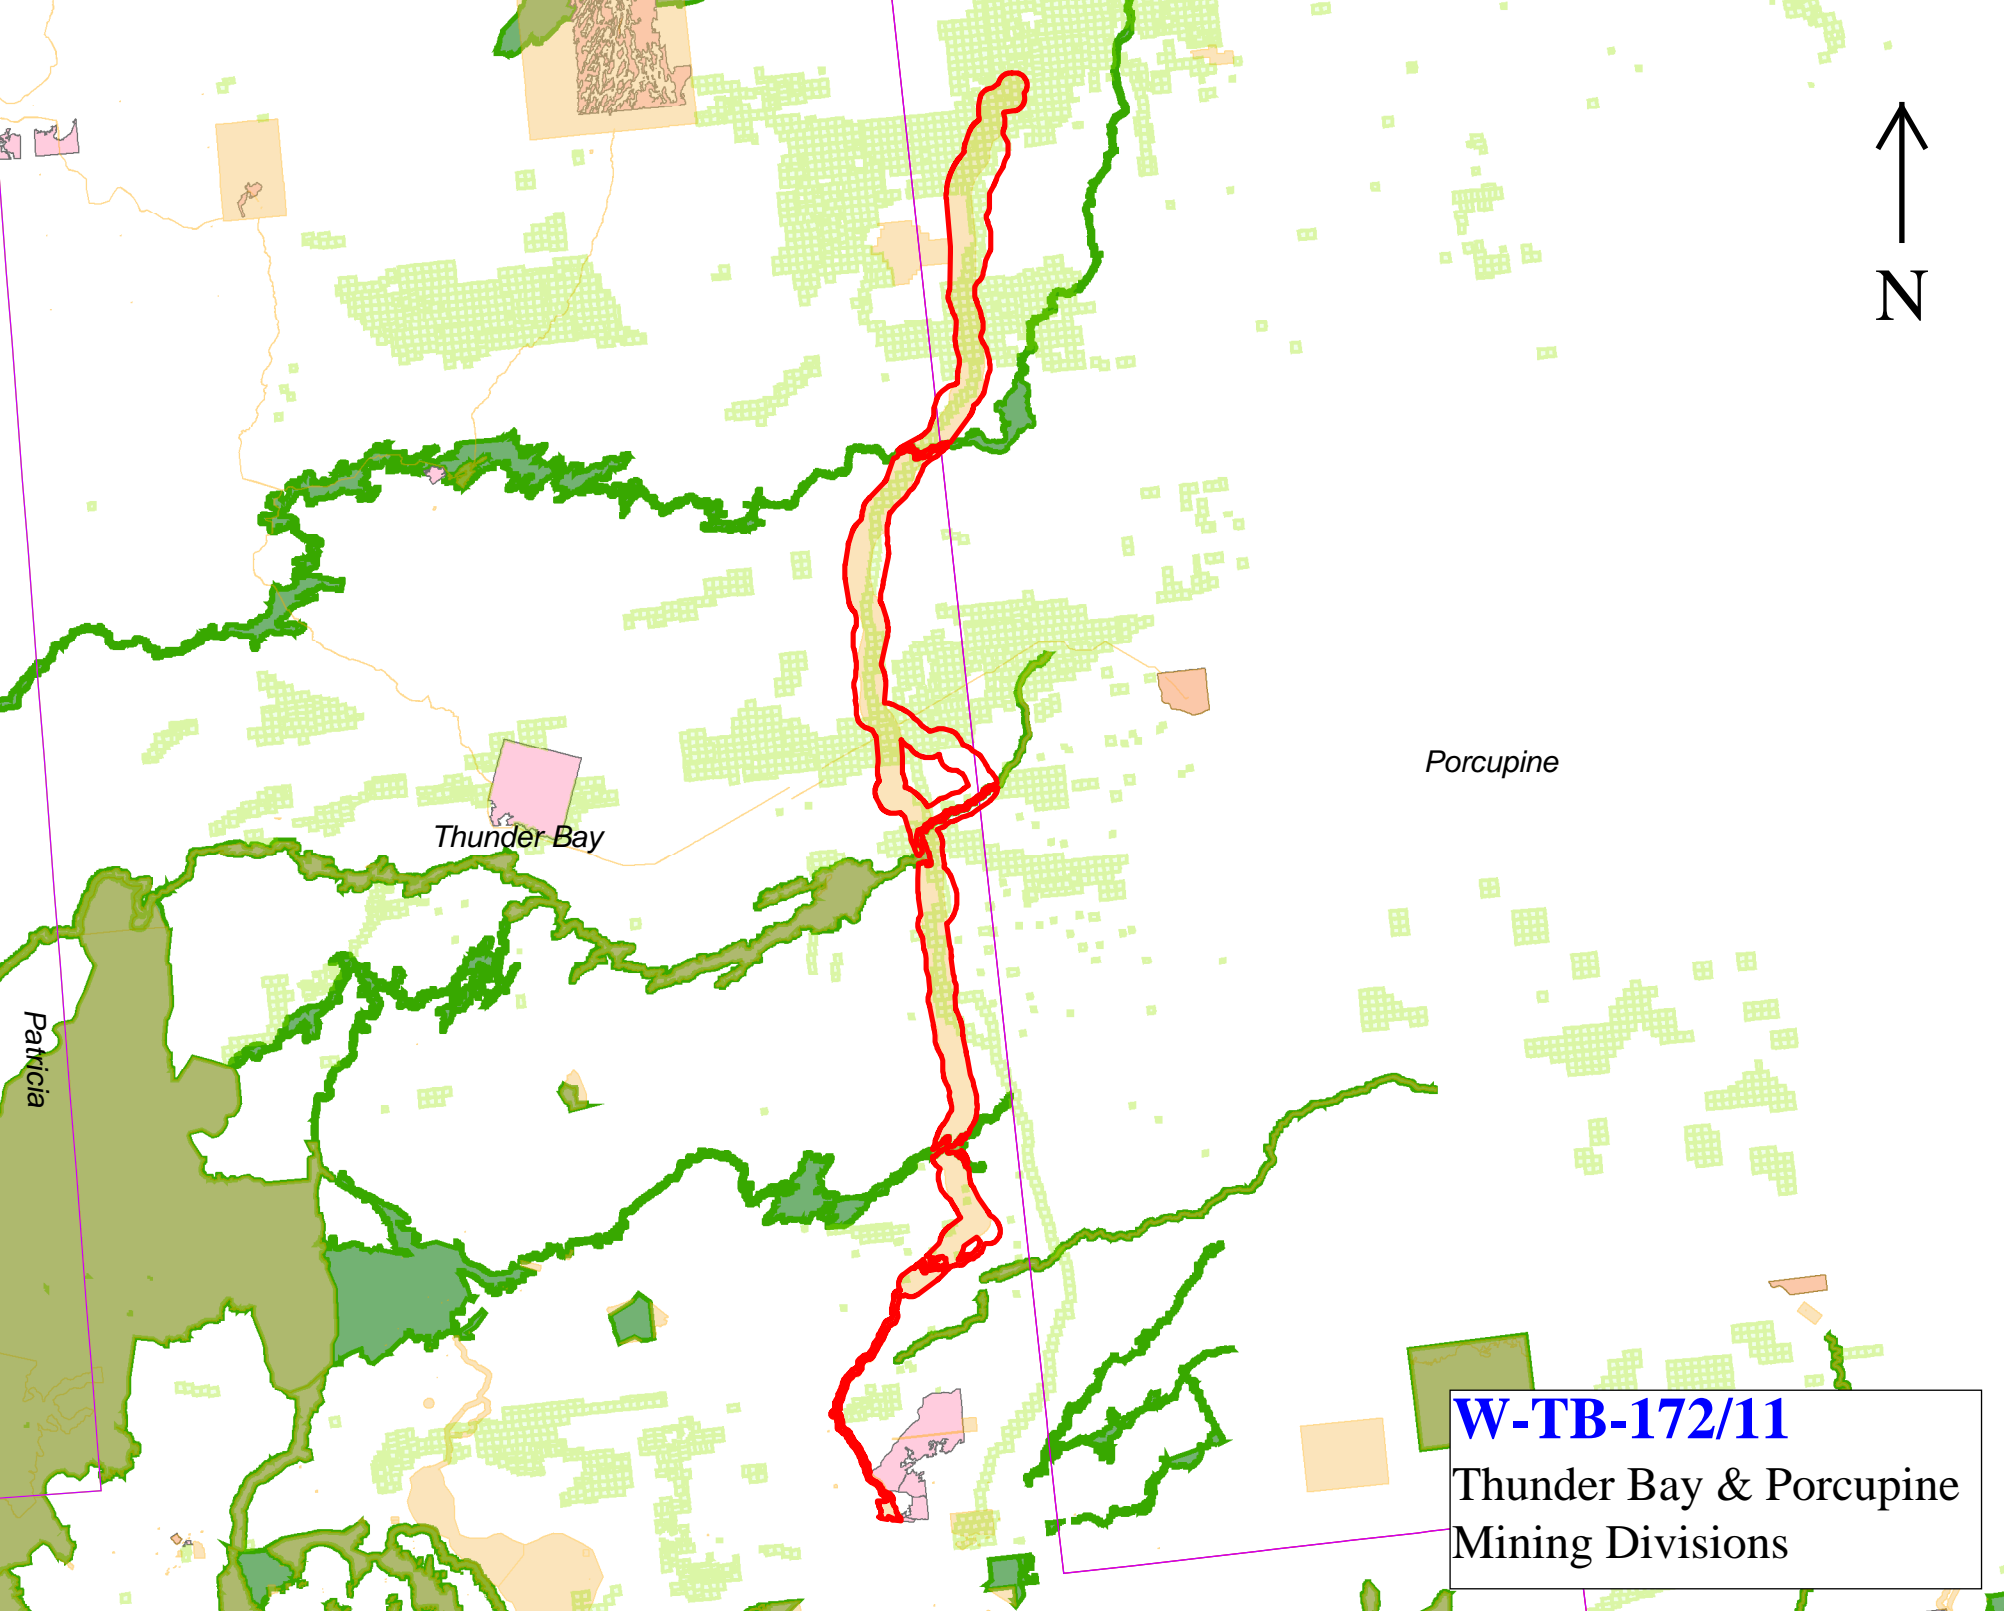 N
Porcupine
Thunder Bay
Patricia
W-TB-172/11
Thunder Bay & Porcupine
Mining Divisions